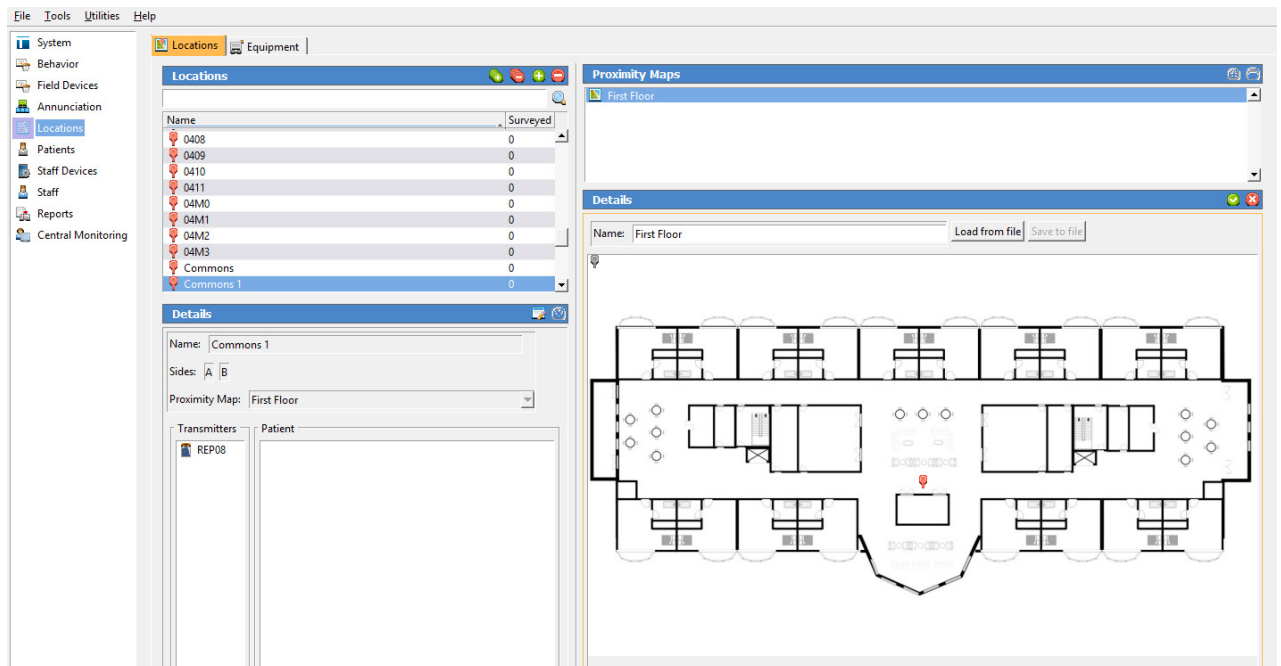 File Tools Utilities Help
System
Behavior
Field Devices
Annunciation
Locations
Patients
Staff Devices
Staff
Reports
Central Monitoring
Locations Equipment
Locations
Name Surveyed
0408 0
0409 0
0410 0
0411 0
04M0 0
04M1 0
04M2 0
04M3 0
Commons 0
Commons 1 0
Details
Name: Commons 1
Sides: A B
Proximity Map: First Floor
Transmitters Patient
REP08
Proximity Maps
First Floor
Details
Name: First Floor Load from file Save to file